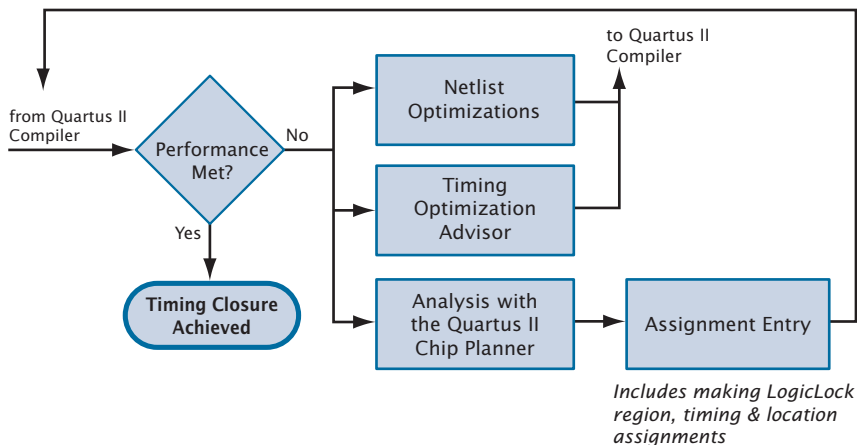 from Quartus II
Compiler
Performance
Met?
No
Yes
Timing Closure
Achieved
Netlist
Optimizations
to Quartus II
Compiler
Timing
Optimization
Advisor
Analysis with
the Quartus II
Chip Planner
Assignment Entry
Includes making LogicLock
region, timing & location
assignments